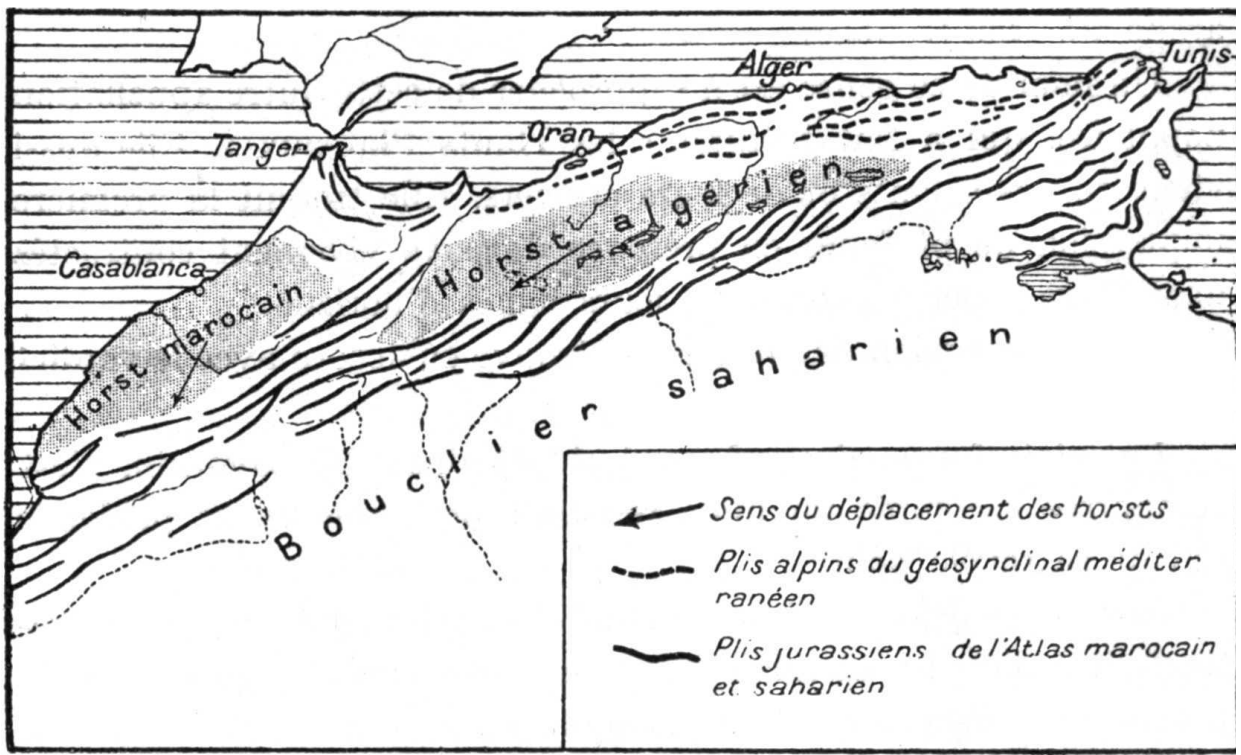 Tunis
Alger
Oran
Tanger
Horst algérien
Casablanca
Horst marocain
Bouclier saharien
Sens du déplacement des horsts
Plis alpins du géosynclinal méditer
ranéen
Plis jurassiens de l'Atlas marocain
et saharien